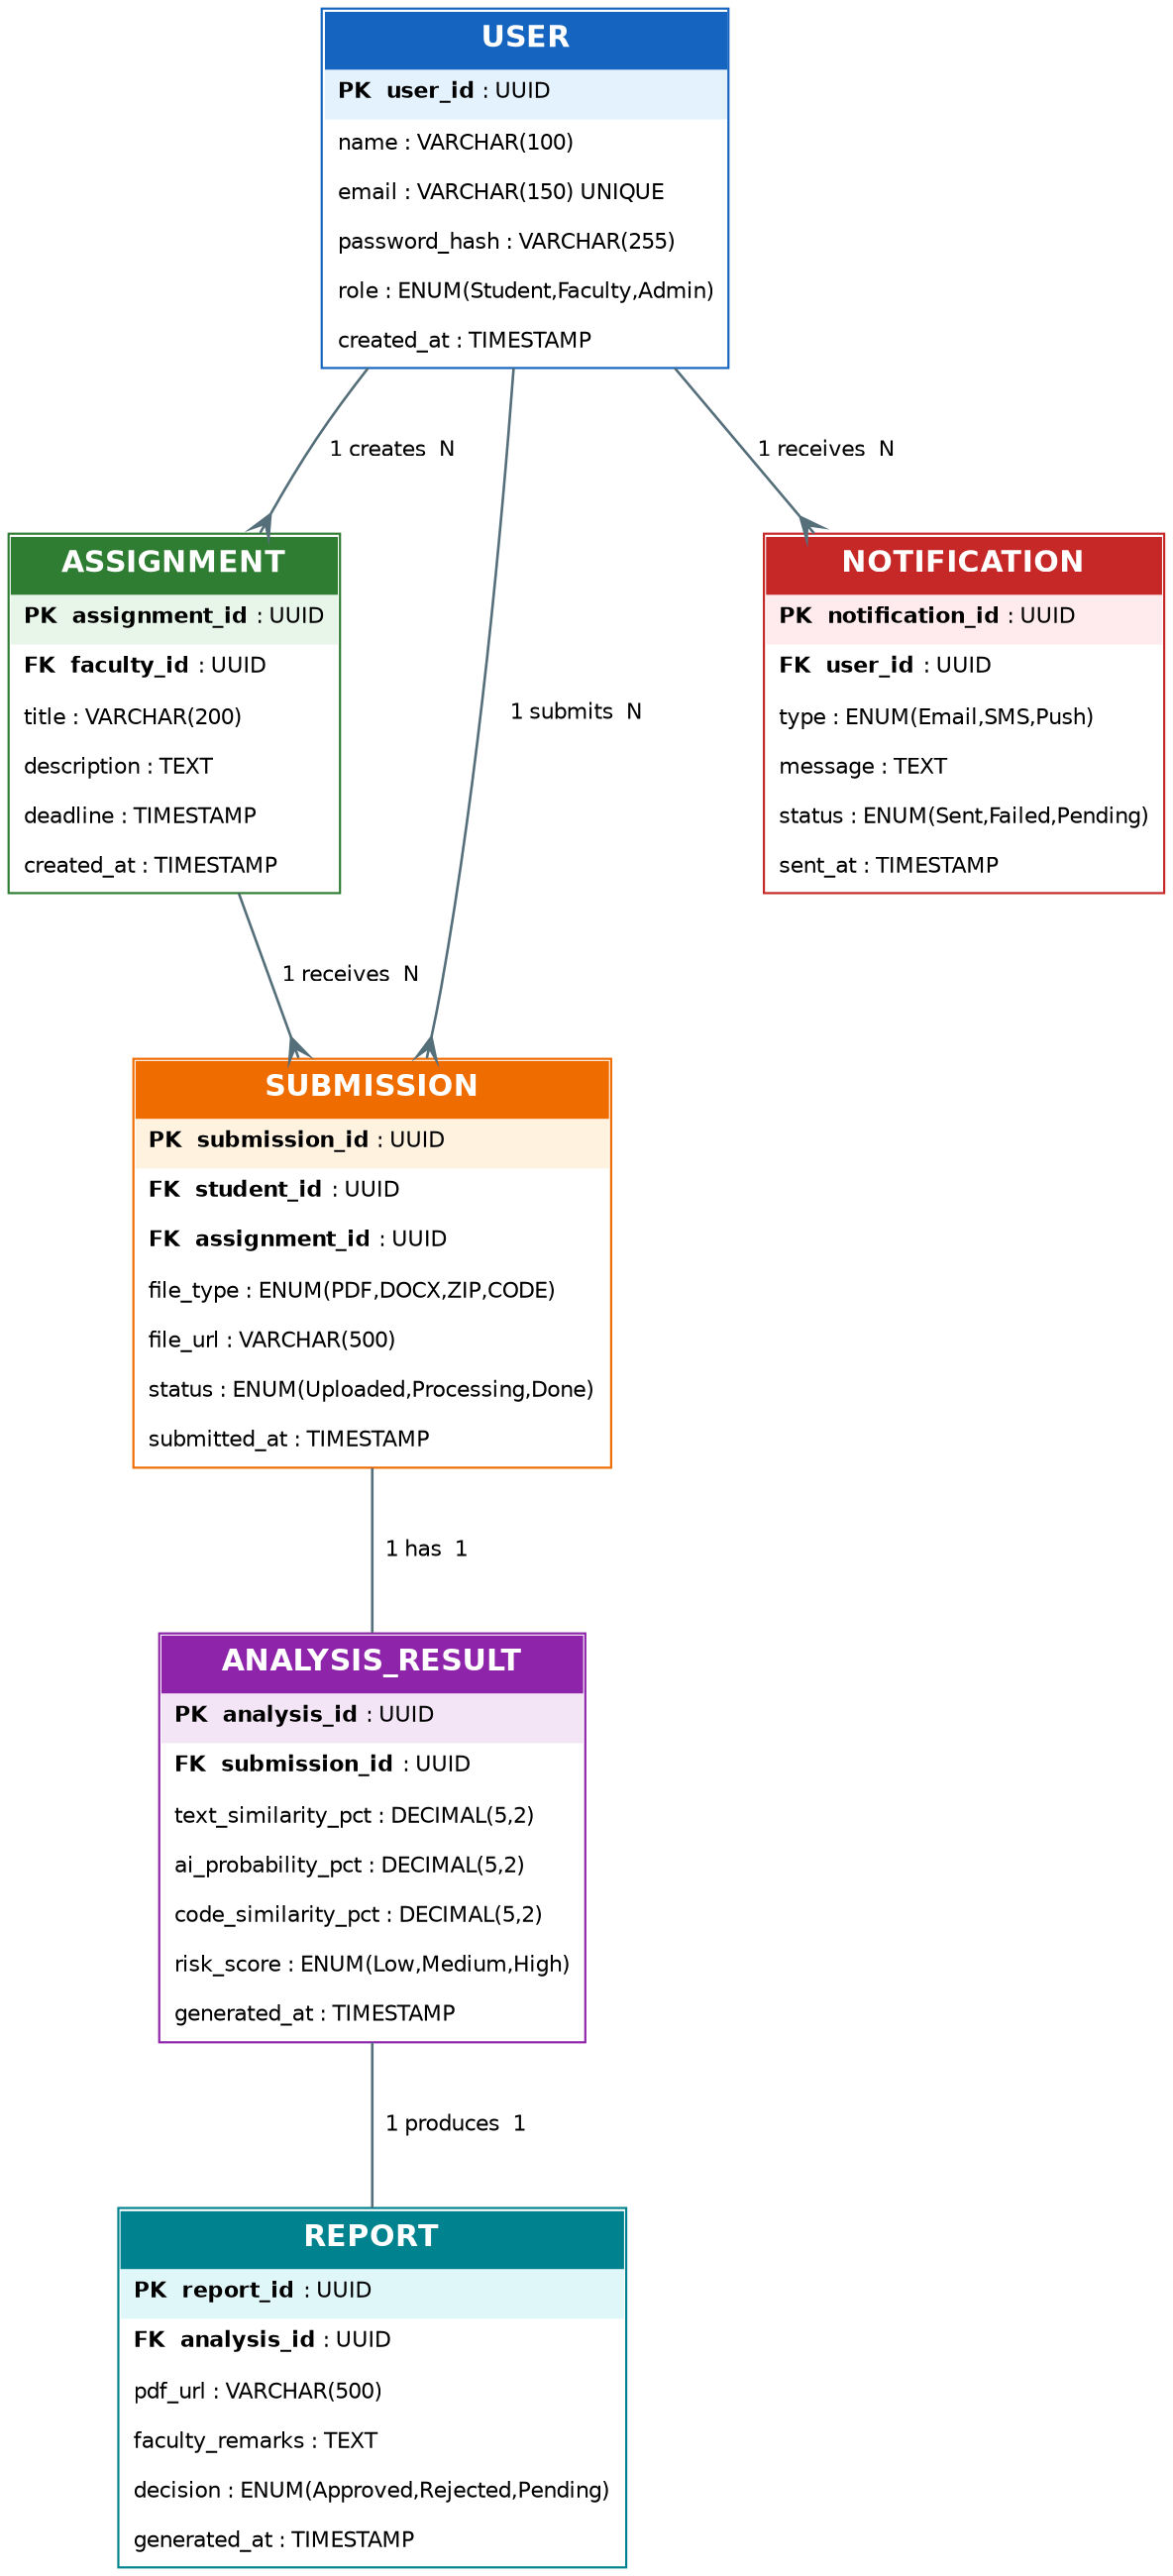 USER
PK  user_id : UUID
name : VARCHAR(100)
email : VARCHAR(150) UNIQUE
password_hash : VARCHAR(255)
role : ENUM(Student,Faculty,Admin)
created_at : TIMESTAMP
1 creates  N
1 receives  N
ASSIGNMENT
PK  assignment_id : UUID
FK  faculty_id : UUID
title : VARCHAR(200)
description : TEXT
deadline : TIMESTAMP
created_at : TIMESTAMP
1 submits  N
NOTIFICATION
PK  notification_id : UUID
FK  user_id : UUID
type : ENUM(Email,SMS,Push)
message : TEXT
status : ENUM(Sent,Failed,Pending)
sent_at : TIMESTAMP
1 receives  N
SUBMISSION
PK  submission_id : UUID
FK  student_id : UUID
FK  assignment_id : UUID
file_type : ENUM(PDF,DOCX,ZIP,CODE)
file_url : VARCHAR(500)
status : ENUM(Uploaded,Processing,Done)
submitted_at : TIMESTAMP
1 has  1
ANALYSIS_RESULT
PK  analysis_id : UUID
FK  submission_id : UUID
text_similarity_pct : DECIMAL(5,2)
ai_probability_pct : DECIMAL(5,2)
code_similarity_pct : DECIMAL(5,2)
risk_score : ENUM(Low,Medium,High)
generated_at : TIMESTAMP
1 produces  1
REPORT
PK  report_id : UUID
FK  analysis_id : UUID
pdf_url : VARCHAR(500)
faculty_remarks : TEXT
decision : ENUM(Approved,Rejected,Pending)
generated_at : TIMESTAMP